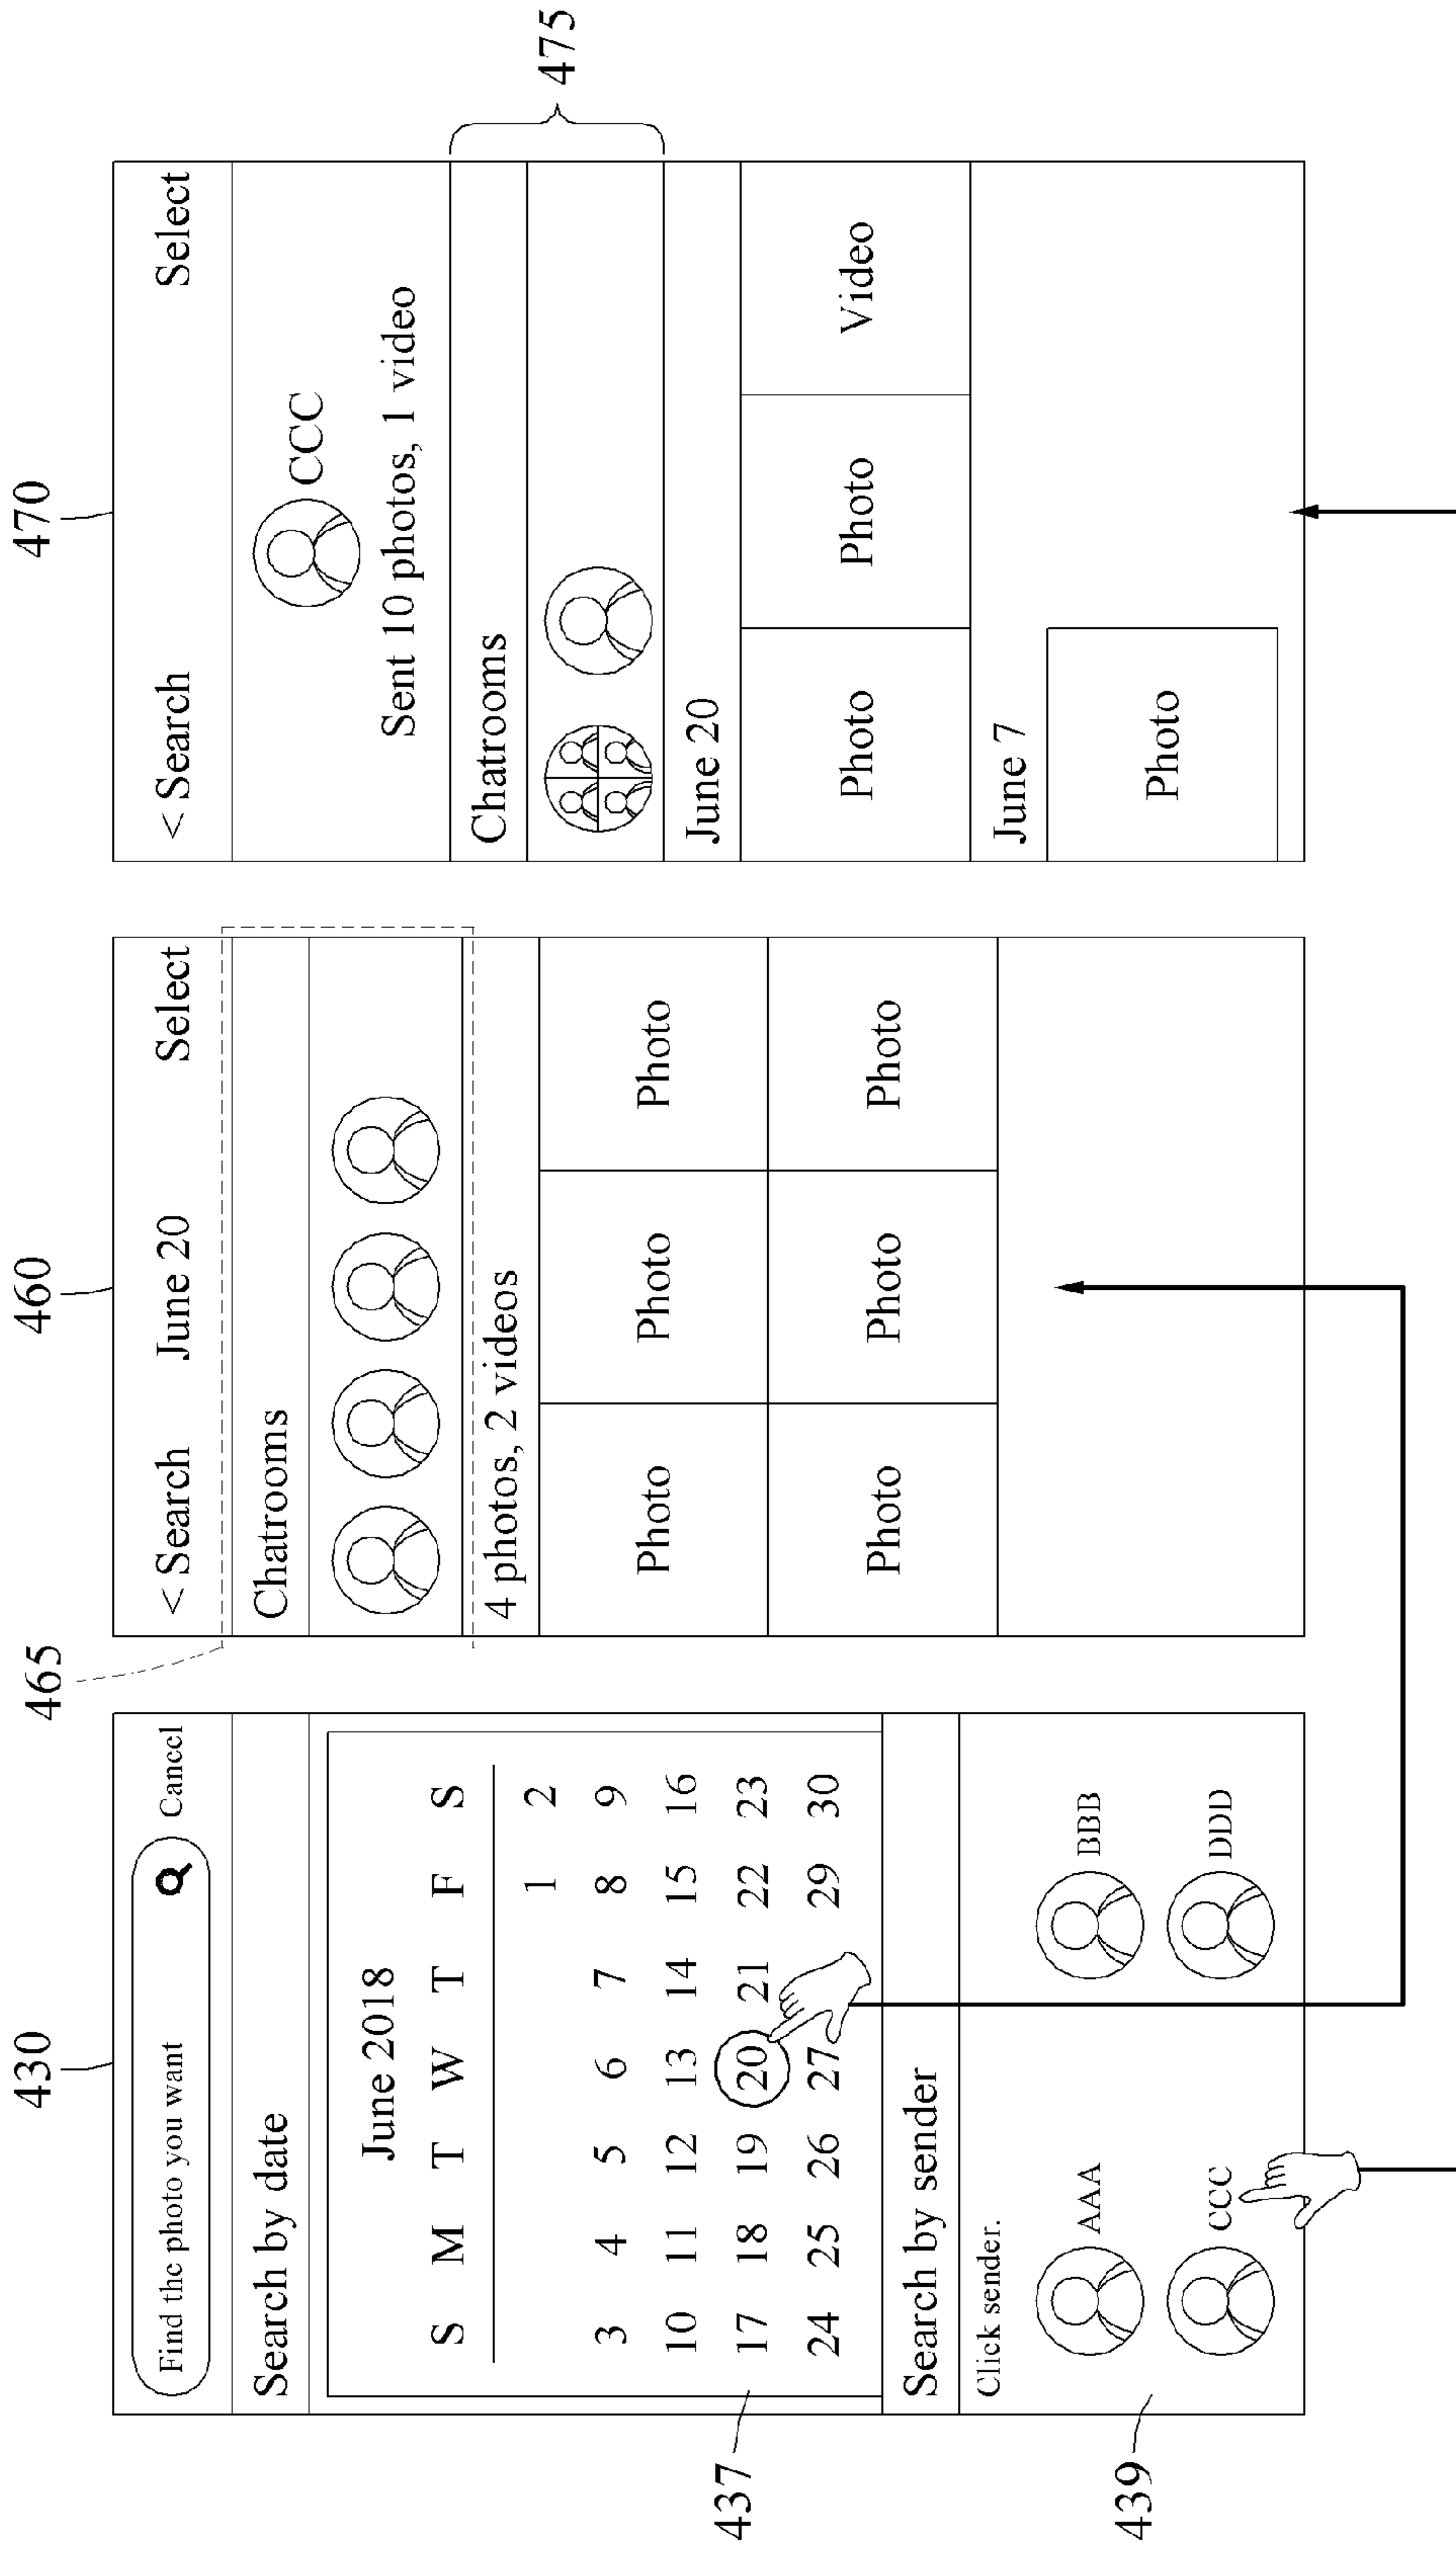 430
Find the photo you want Cancel
Search by date
June 2018
S M T W T F S
1 2
3 4 5 6 7 8 9
10 11 12 13 14 15 16
17 18 19 20 21 22 23
24 25 26 27 29 30
437
Search by sender
Click sender.
AAA BBB
CCC DDD
439
460
465
< Search June 20 Select
Chatrooms
4 photos, 2 videos
Photo Photo Photo
Photo Photo Photo
470
< Search Select
CCC
Sent 10 photos, 1 video
Chatrooms
475
June 20
Photo Photo Video
June 7
Photo